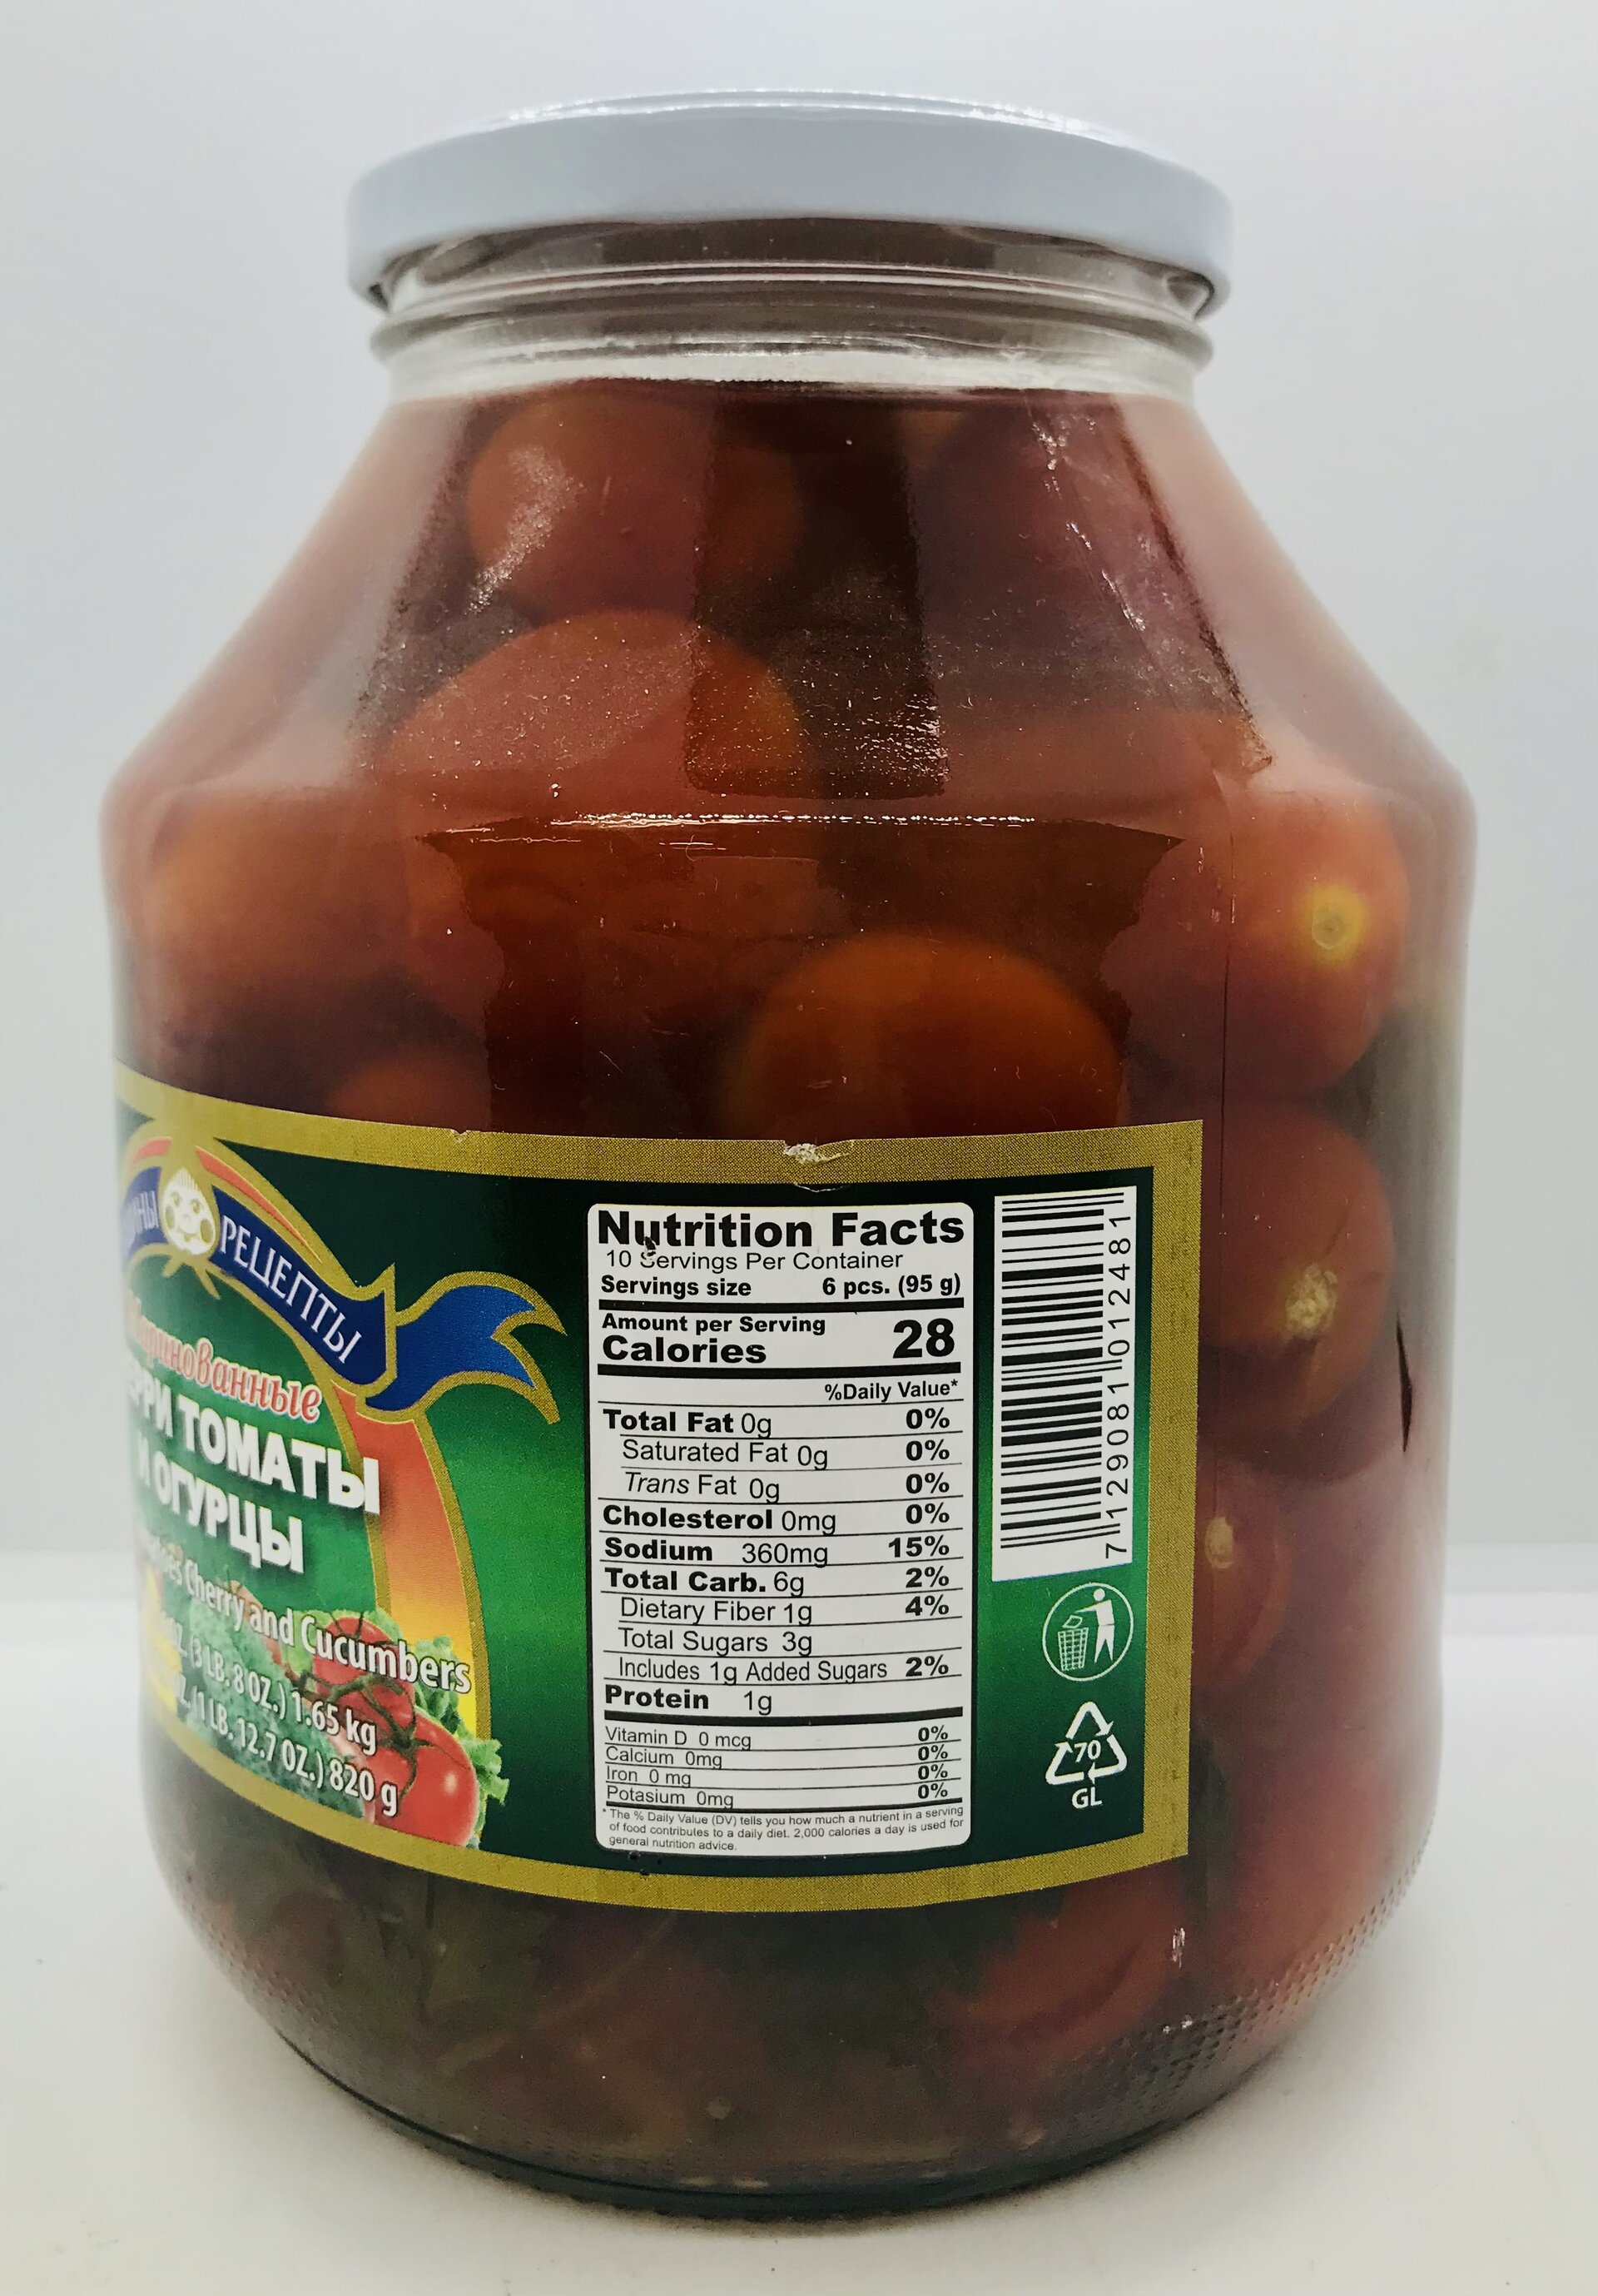 РЕЦЕПТЫ
Маринованные
ТОМАТЫ
И ОГУРЦЫ
Cherry and Cucumbers
(3 LB. 8 OZ.) 1.65 kg
(1 LB. 12.7 OZ.) 820 g
Nutrition Facts
10 Servings Per Container
Servings size 6 pcs. (95 g)
Amount per Serving
Calories 28
%Daily Value*
Total Fat 0g 0%
Saturated Fat 0g 0%
Trans Fat 0g 0%
Cholesterol 0mg 0%
Sodium 360mg 15%
Total Carb. 6g 2%
Dietary Fiber 1g 4%
Total Sugars 3g
Includes 1g Added Sugars 2%
Protein 1g
Vitamin D 0 mcg 0%
Calcium 0mg 0%
Iron 0 mg 0%
Potasium 0mg 0%
* The % Daily Value (DV) tells you how much a nutrient in a serving
of food contributes to a daily diet. 2,000 calories a day is used for
general nutrition advice.
7 129081 012481
70
GL